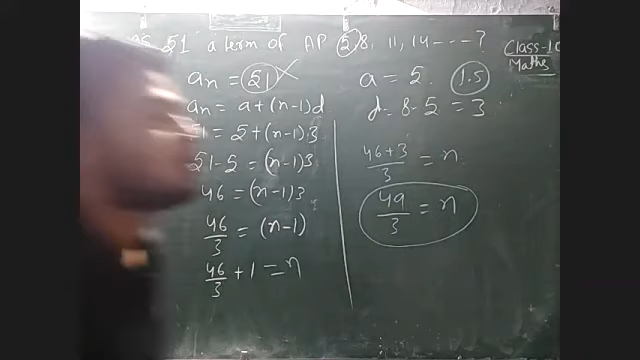 51 a term of AP 5 8, 11, 14 ---- ?
Class-10
Maths
an = 51 ×
an = a+(n-1)d
51 = 5+(n-1)3
51-5 = (n-1)3
46 = (n-1)3
46/3 = (n-1)
46/3 + 1 = n
a = 5. 1.5
d = 8-5 = 3
46+3/3 = n
49/3 = n